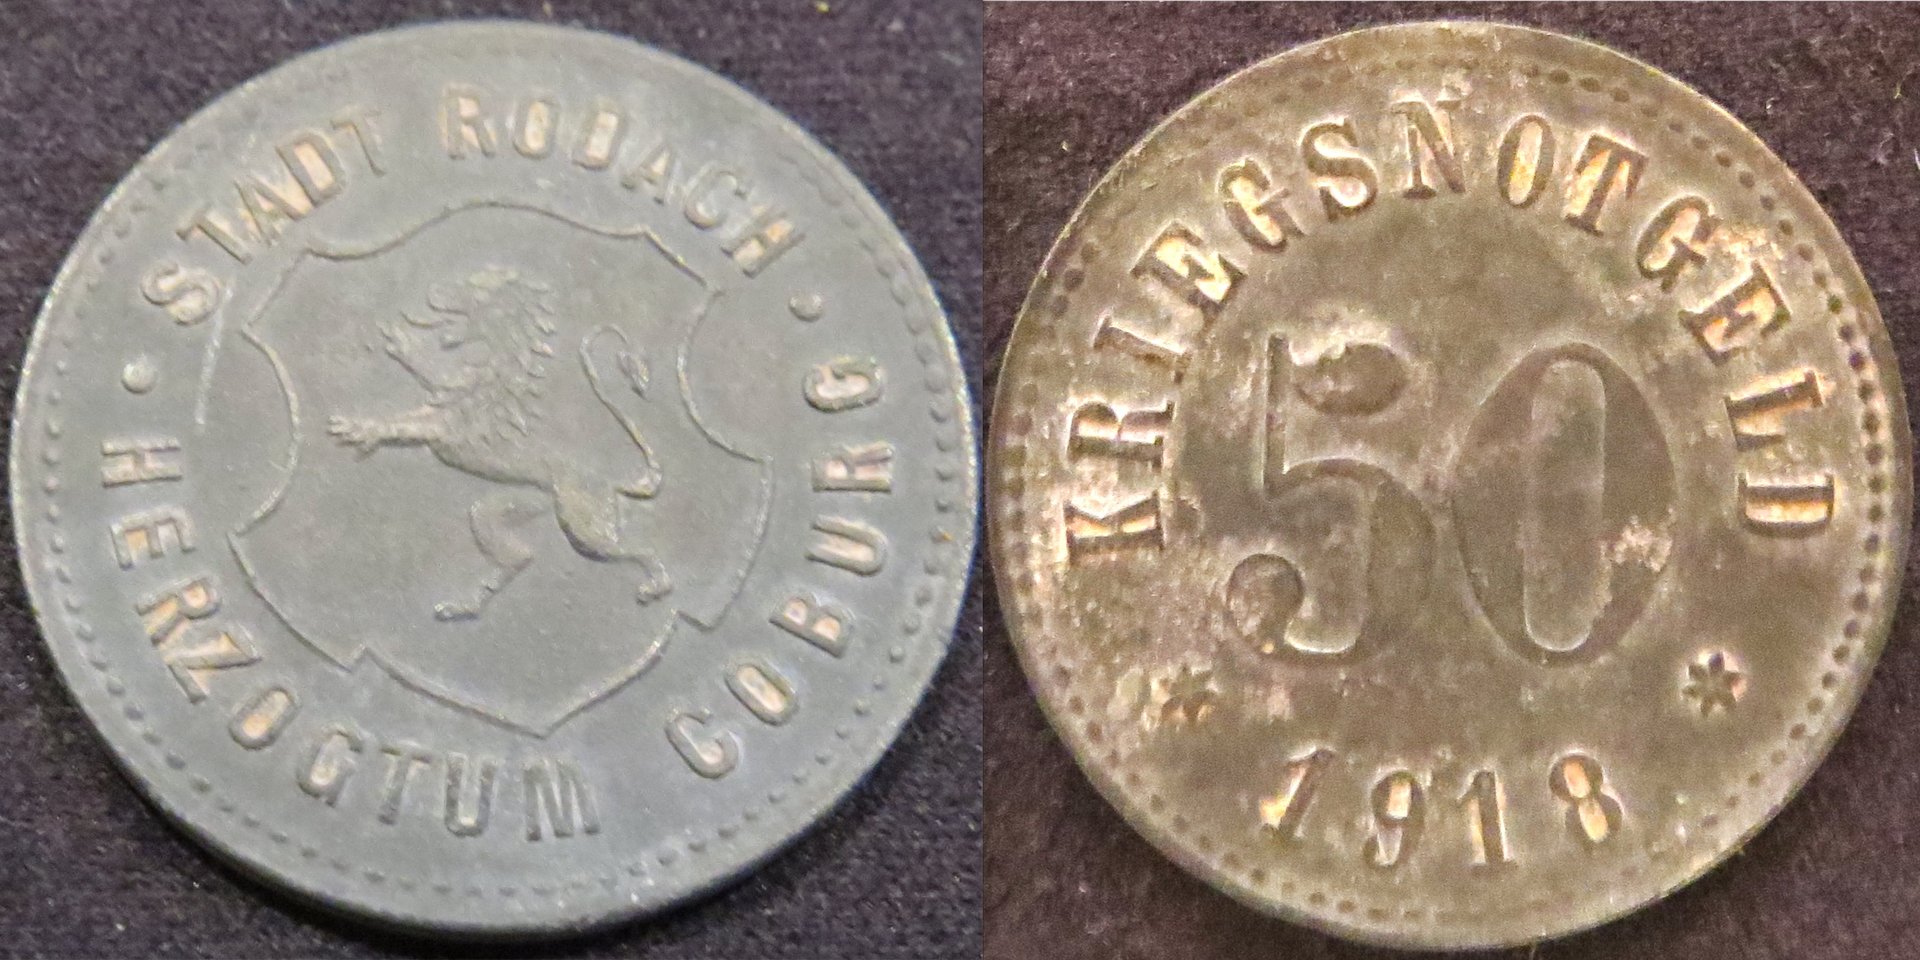 STADT RODACH
HERZOGTUM COBURG
KRIEGSNOTGELD
50
1918